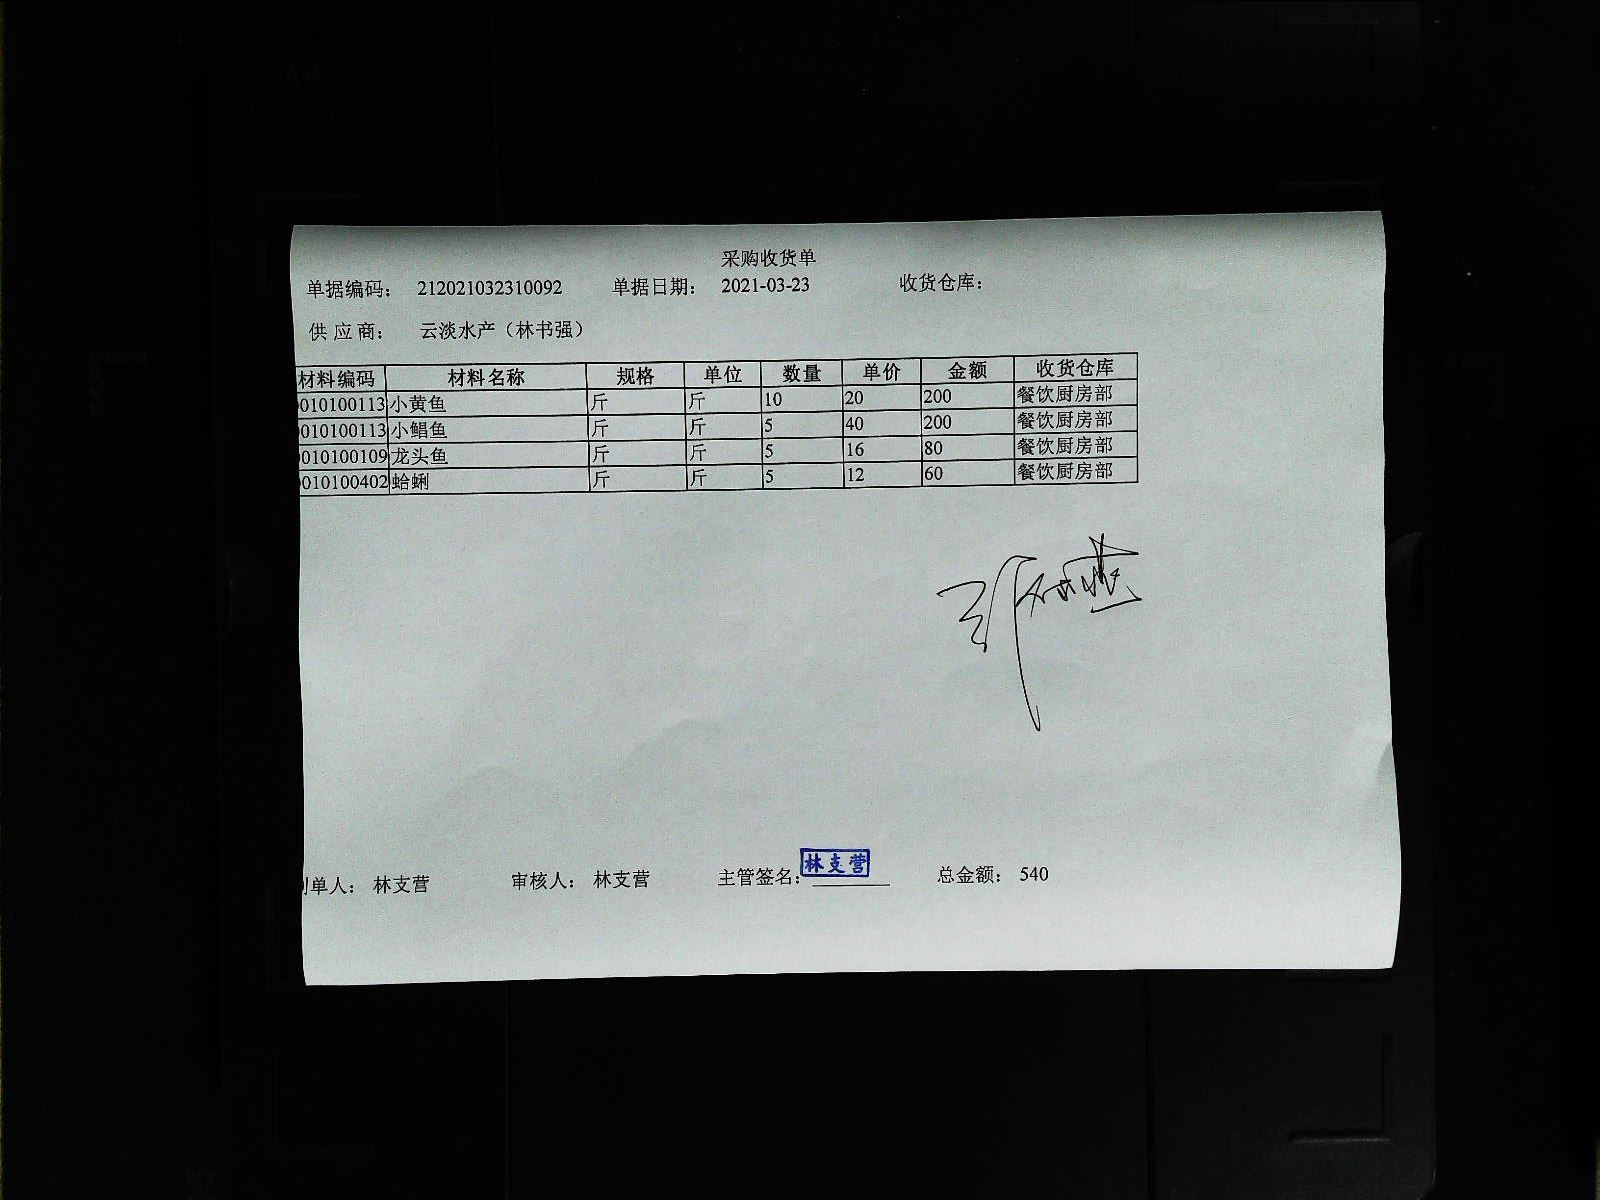 采购收货单
单据编码： 212021032310092 单据日期： 2021-03-23 收货仓库：
供 应 商： 云淡水产（林书强）
材料编码 材料名称 规格 单位 数量 单价 金额 收货仓库
010100113 小黄鱼 斤 斤 10 20 200 餐饮厨房部
010100113 小鲳鱼 斤 斤 5 40 200 餐饮厨房部
010100109 龙头鱼 斤 斤 5 16 80 餐饮厨房部
010100402 蛤蜊 斤 斤 5 12 60 餐饮厨房部
单人： 林支营 审核人： 林支营 主管签名： 林支营 总金额： 540